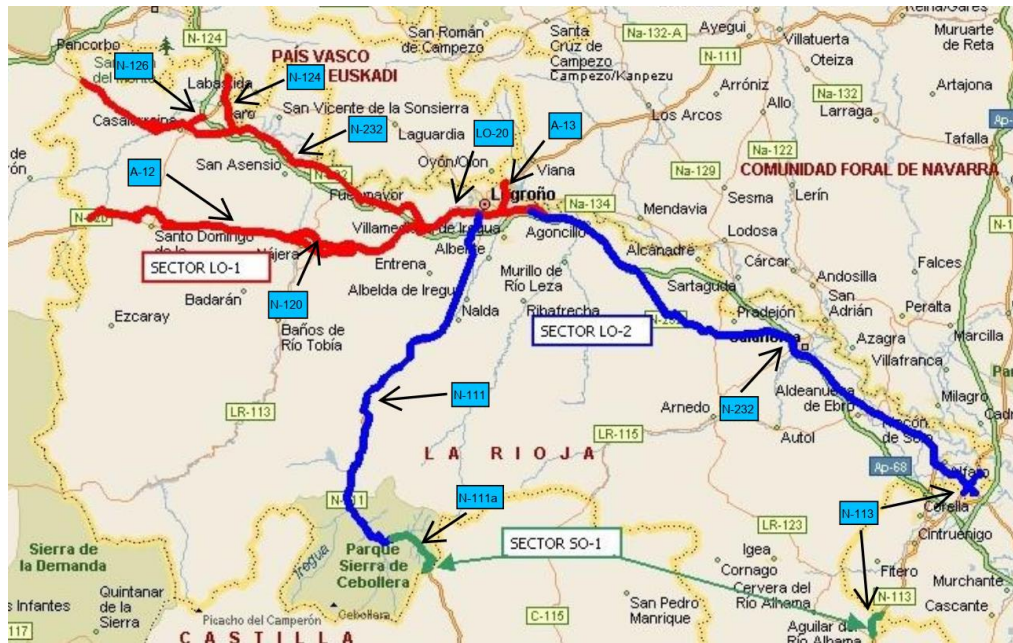 N-124
Pancorbo
N-126
PAÍS VASCO
EUSKADI
N-124
Labastida
San Vicente de la Sonsierra
N-232
Laguardia
LO-20
A-13
Oyón/Oion
Viana
San Asensio
A-12
Logroño
San Román
de Campezo
Santa
Cruz de
Campezo
Campezo/Kanpezu
Na-132-A
Ayegui
N-111
Villatuerta
Oteiza
Muruarte
de Reta
Arróniz
Allo
Na-132
Larraga
Artajona
Los Arcos
Tafalla
Na-122
Na-129
COMUNIDAD FORAL DE NAVARRA
Lerín
Mendavia
Na-134
Sesma
Lodosa
Cárcar
Andosilla
San
Adrián
Falces
Peralta
Marcilla
Azagra
Villafranca
Milagro
Santo Domingo
SECTOR LO-1
N-120
Entrena
Agoncillo
Alcanadre
Murillo de
Río Leza
Sartaguda
Pradejón
Badarán
Ezcaray
Baños de
Río Tobía
Nalda
Ribafrecha
SECTOR LO-2
N-111
N-232
Aldeanueva
de Ebro
Arnedo
Autol
LR-113
LR-115
LA RIOJA
Ap-68
Alfaro
Corella
Cintruénigo
N-113
N-111a
SECTOR SO-1
LR-123
Igea
Cornago
Cervera del
Río Alhama
Fitero
Murchante
Cascante
N-113
Aguilar del
Río Alhama
Sierra de
la Demanda
Parque
Sierra de
Cebollera
Iregua
Cebollera
Quintanar
de la
Sierra
Picacho del Camperón
C-115
San Pedro
Manrique
CASTILLA